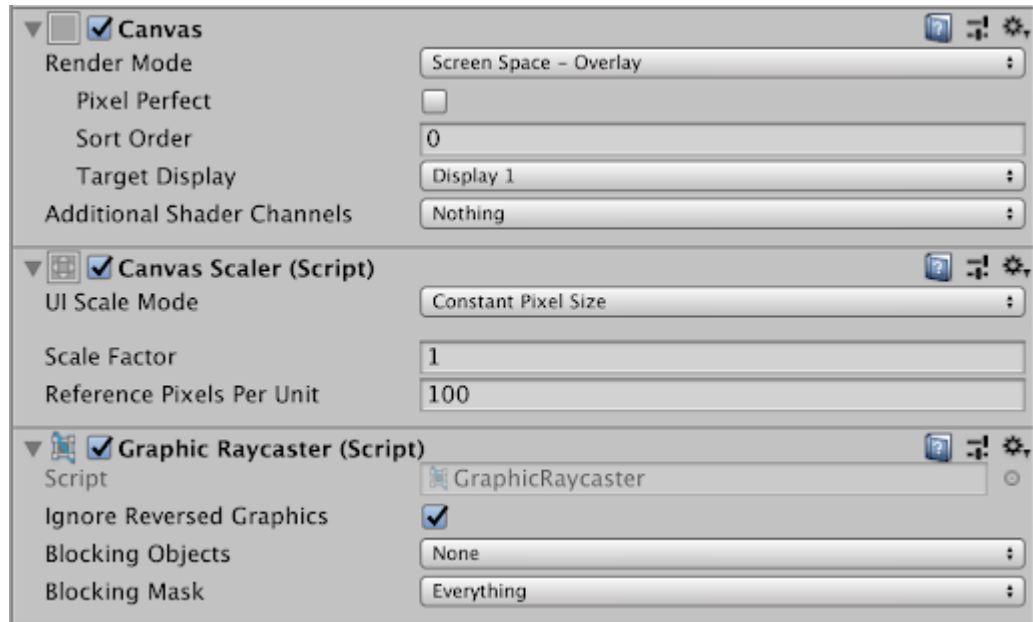 Canvas
Render Mode Screen Space – Overlay
Pixel Perfect
Sort Order 0
Target Display Display 1
Additional Shader Channels Nothing
Canvas Scaler (Script)
UI Scale Mode Constant Pixel Size
Scale Factor 1
Reference Pixels Per Unit 100
Graphic Raycaster (Script)
Script GraphicRaycaster
Ignore Reversed Graphics
Blocking Objects None
Blocking Mask Everything